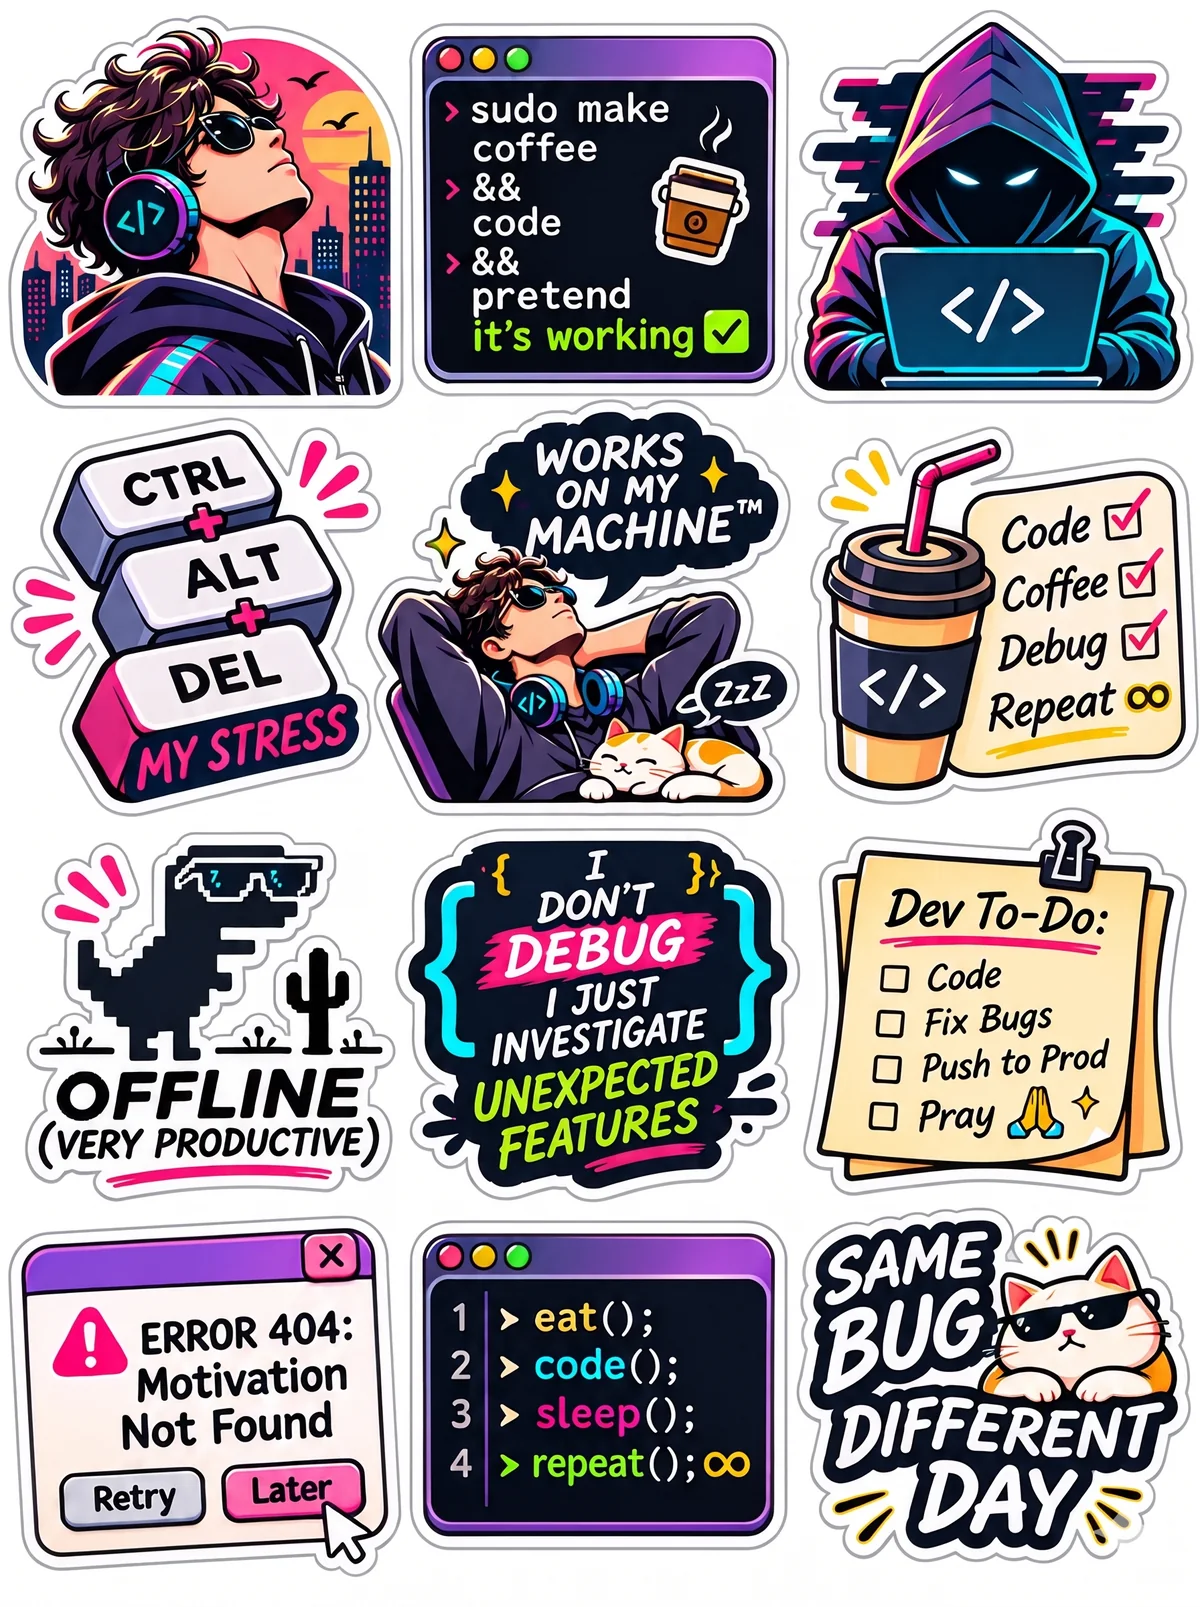 </>
> sudo make
coffee
> &&
code
> &&
pretend
it's working
</>
CTRL
+
ALT
+
DEL
MY STRESS
WORKS
ON MY
MACHINE™
</>
ZzZ
</>
Code
Coffee
Debug
Repeat ∞
OFFLINE
(VERY PRODUCTIVE)
{ I }
DON'T
DEBUG
I JUST
INVESTIGATE
UNEXPECTED
FEATURES
Dev To-Do:
Code
Fix Bugs
Push to Prod
Pray 🙏
ERROR 404:
Motivation
Not Found
Retry Later
1 > eat();
2 > code();
3 > sleep();
4 > repeat();∞
SAME
BUG
DIFFERENT
DAY